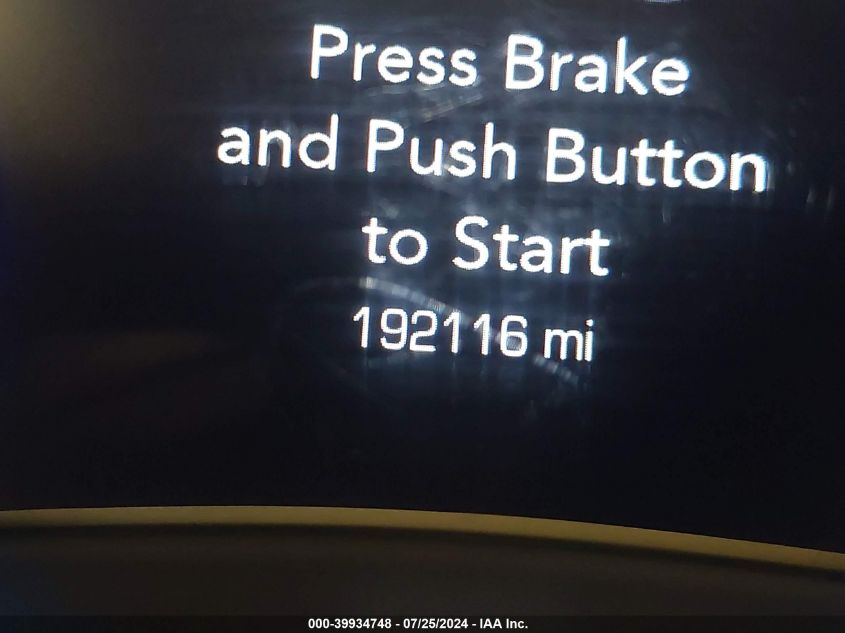 Press Brake
and Push Button
to Start
192116 mi
000-39934748 - 07/25/2024 - IAA Inc.